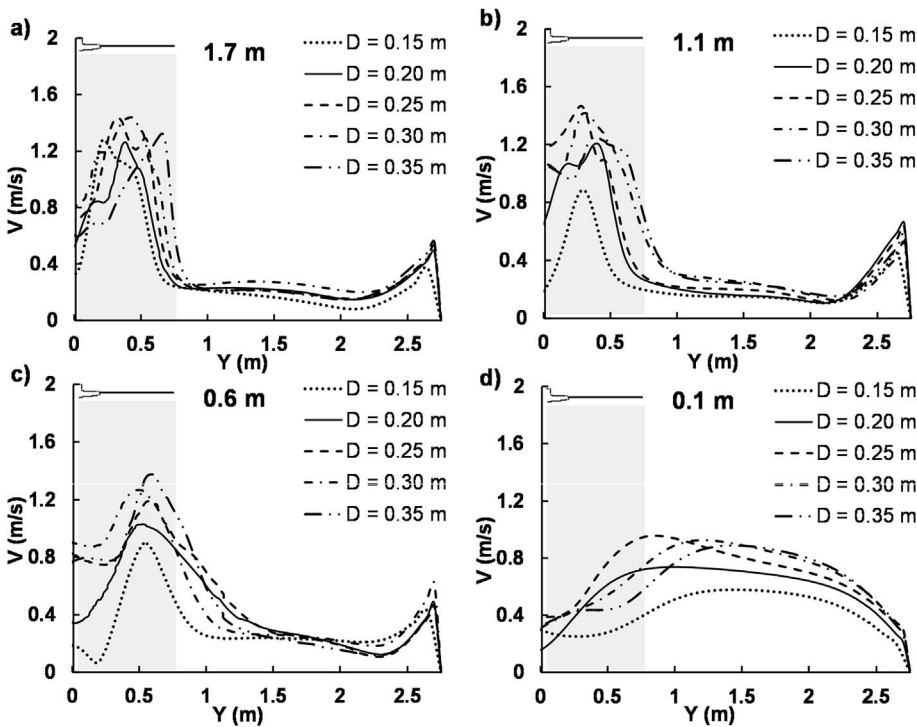 a)
1.7 m
D = 0.15 m
D = 0.20 m
D = 0.25 m
D = 0.30 m
D = 0.35 m
V (m/s)
2
1.6
1.2
0.8
0.4
0
0 0.5 1 1.5 2 2.5
Y (m)
b)
1.1 m
D = 0.15 m
D = 0.20 m
D = 0.25 m
D = 0.30 m
D = 0.35 m
V (m/s)
2
1.6
1.2
0.8
0.4
0
0 0.5 1 1.5 2 2.5
Y (m)
c)
0.6 m
D = 0.15 m
D = 0.20 m
D = 0.25 m
D = 0.30 m
D = 0.35 m
V (m/s)
2
1.6
1.2
0.8
0.4
0
0 0.5 1 1.5 2 2.5
Y (m)
d)
0.1 m
D = 0.15 m
D = 0.20 m
D = 0.25 m
D = 0.30 m
D = 0.35 m
V (m/s)
2
1.6
1.2
0.8
0.4
0
0 0.5 1 1.5 2 2.5
Y (m)